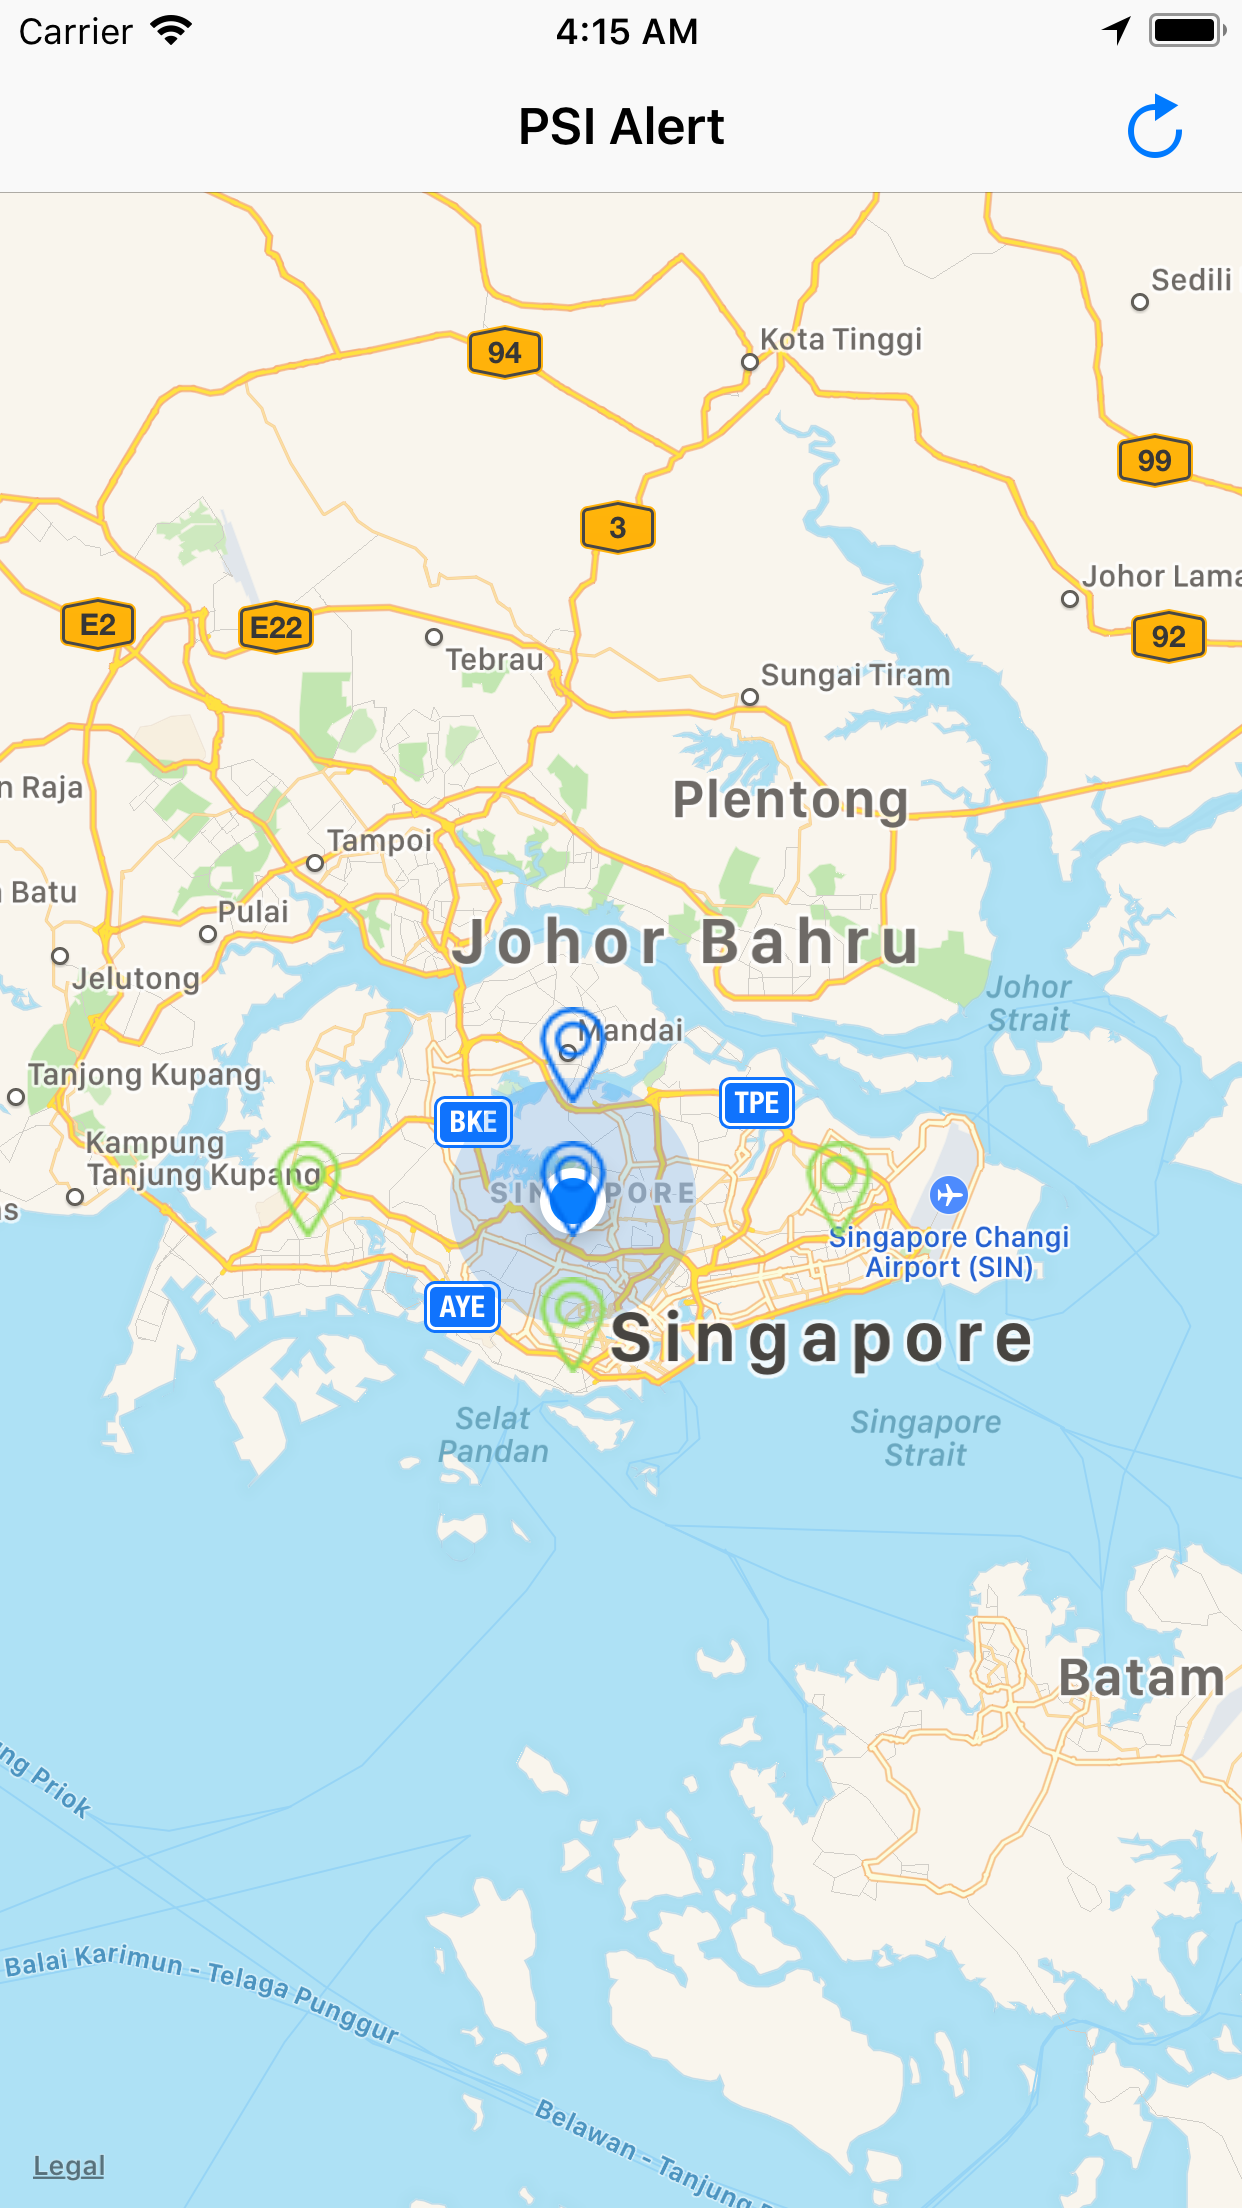 Carrier
4:15 AM
PSI Alert
Sedili
Kota Tinggi
94
99
3
Johor Lama
E2
E22
92
Tebrau
Sungai Tiram
n Raja
Plentong
Tampoi
Batu
Pulai
Johor Bahru
Jelutong
Johor
Strait
Mandai
Tanjong Kupang
TPE
BKE
Kampung
Tanjung Kupang
SINGAPORE
Singapore Changi
Airport (SIN)
AYE
Singapore
Selat
Pandan
Singapore
Strait
Batam
ng Priok
Balai Karimun - Telaga Punggur
Belawan - Tanjung
Legal